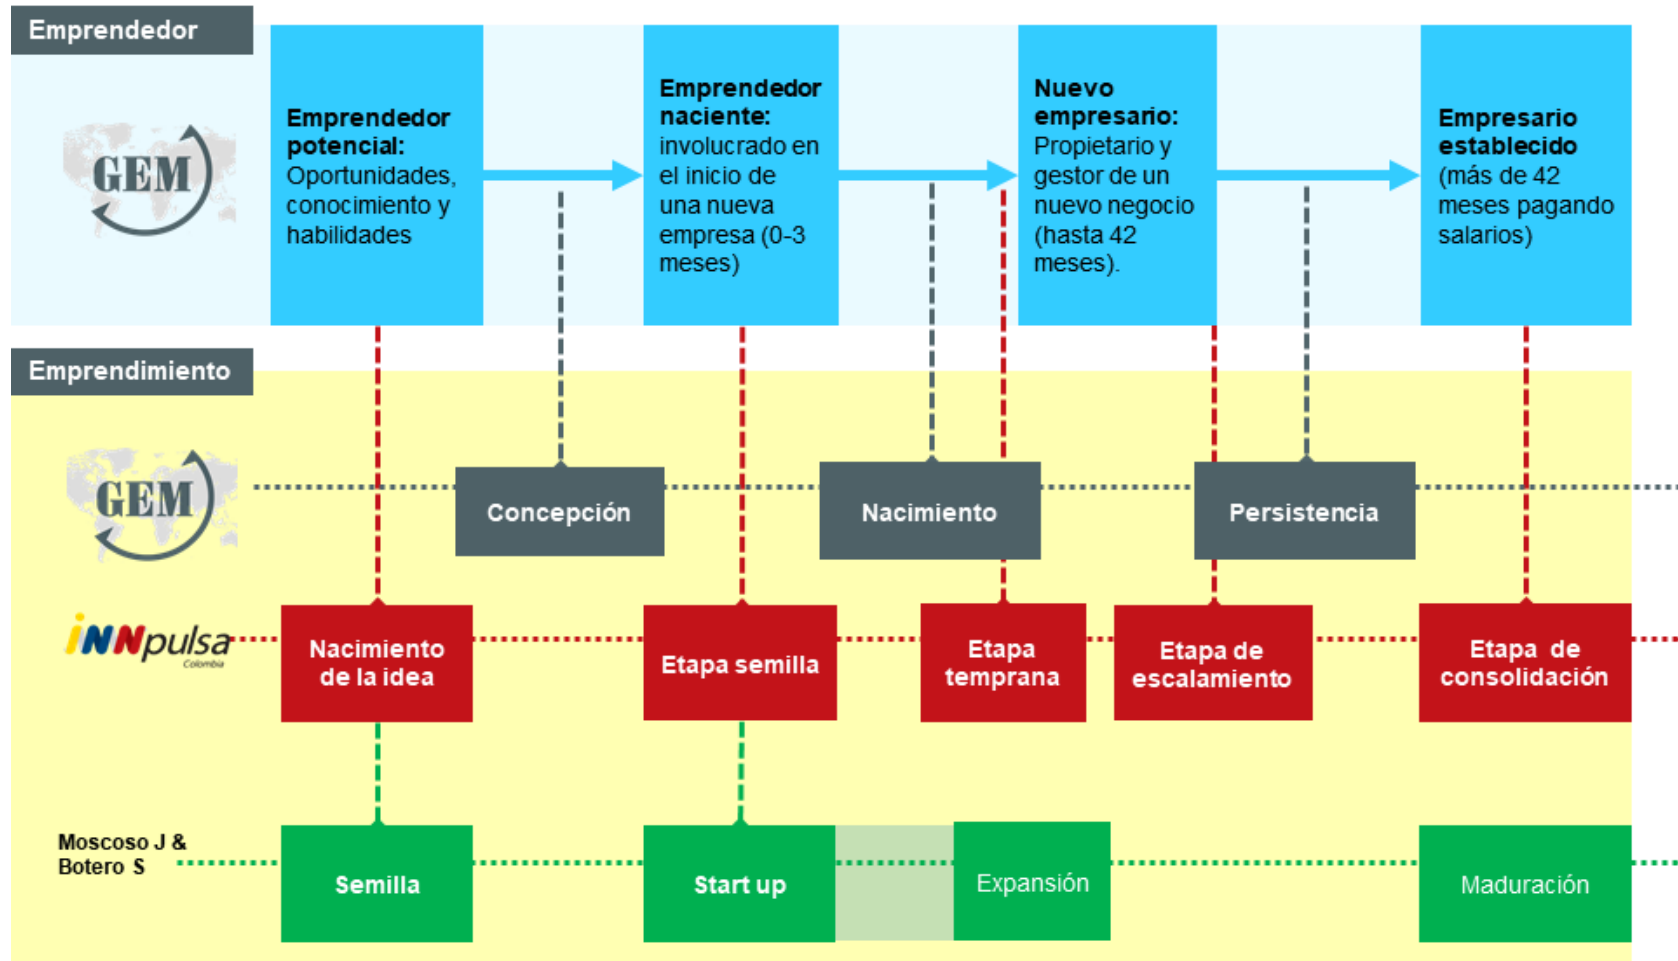 Emprendedor
GEM
Emprendedor
potencial:
Oportunidades,
conocimiento y
habilidades
Emprendedor
naciente:
involucrado en
el inicio de
una nueva
empresa (0-3
meses)
Nuevo
empresario:
Propietario y
gestor de un
nuevo negocio
(hasta 42
meses).
Empresario
establecido
(más de 42
meses pagando
salarios)
Emprendimiento
GEM
Concepción
Nacimiento
Persistencia
iNNpulsa
Colombia
Nacimiento
de la idea
Etapa semilla
Etapa
temprana
Etapa de
escalamiento
Etapa de
consolidación
Moscoso J &
Botero S
Semilla
Start up
Expansión
Maduración